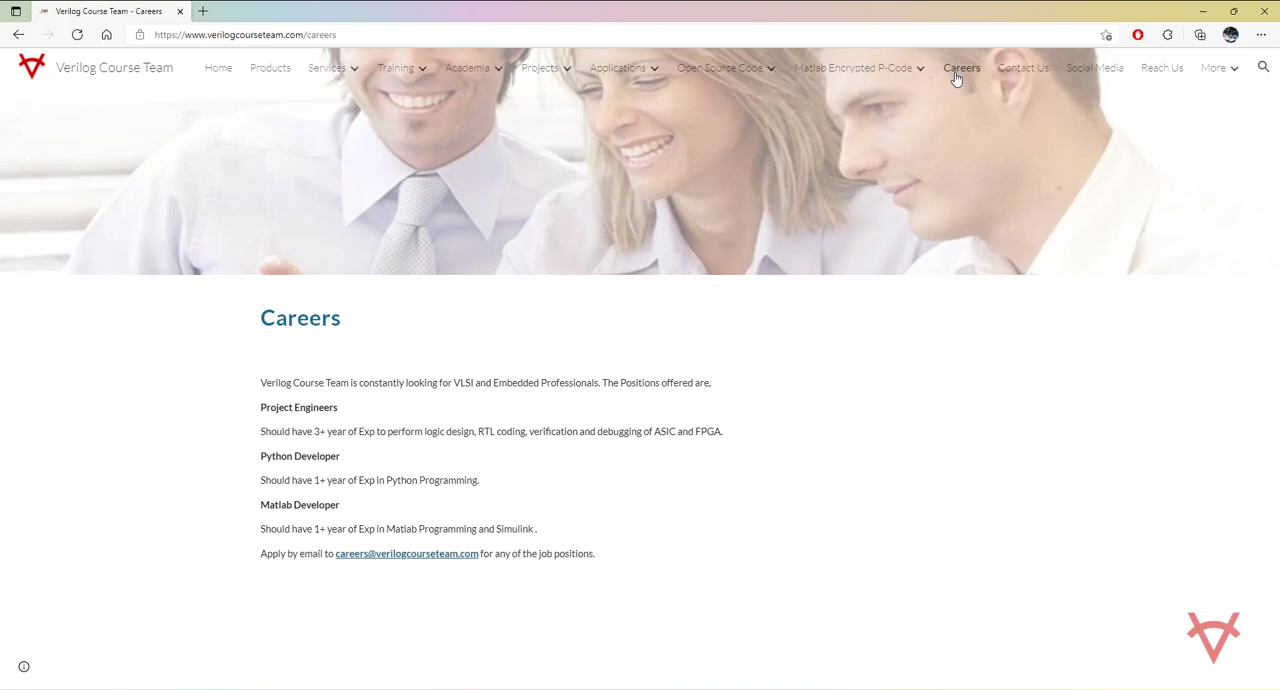 Verilog Course Team - Careers
https://www.verilogcourseteam.com/careers
Verilog Course Team Home Products Services Training Academia Projects Applications Open Source Code Matlab Encrypted P-Code Careers Contact Us Social Media Reach Us More
Careers
Verilog Course Team is constantly looking for VLSI and Embedded Professionals. The Positions offered are,
Project Engineers
Should have 3+ year of Exp to perform logic design, RTL coding, verification and debugging of ASIC and FPGA.
Python Developer
Should have 1+ year of Exp in Python Programming.
Matlab Developer
Should have 1+ year of Exp in Matlab Programming and Simulink .
Apply by email to careers@verilogcourseteam.com for any of the job positions.